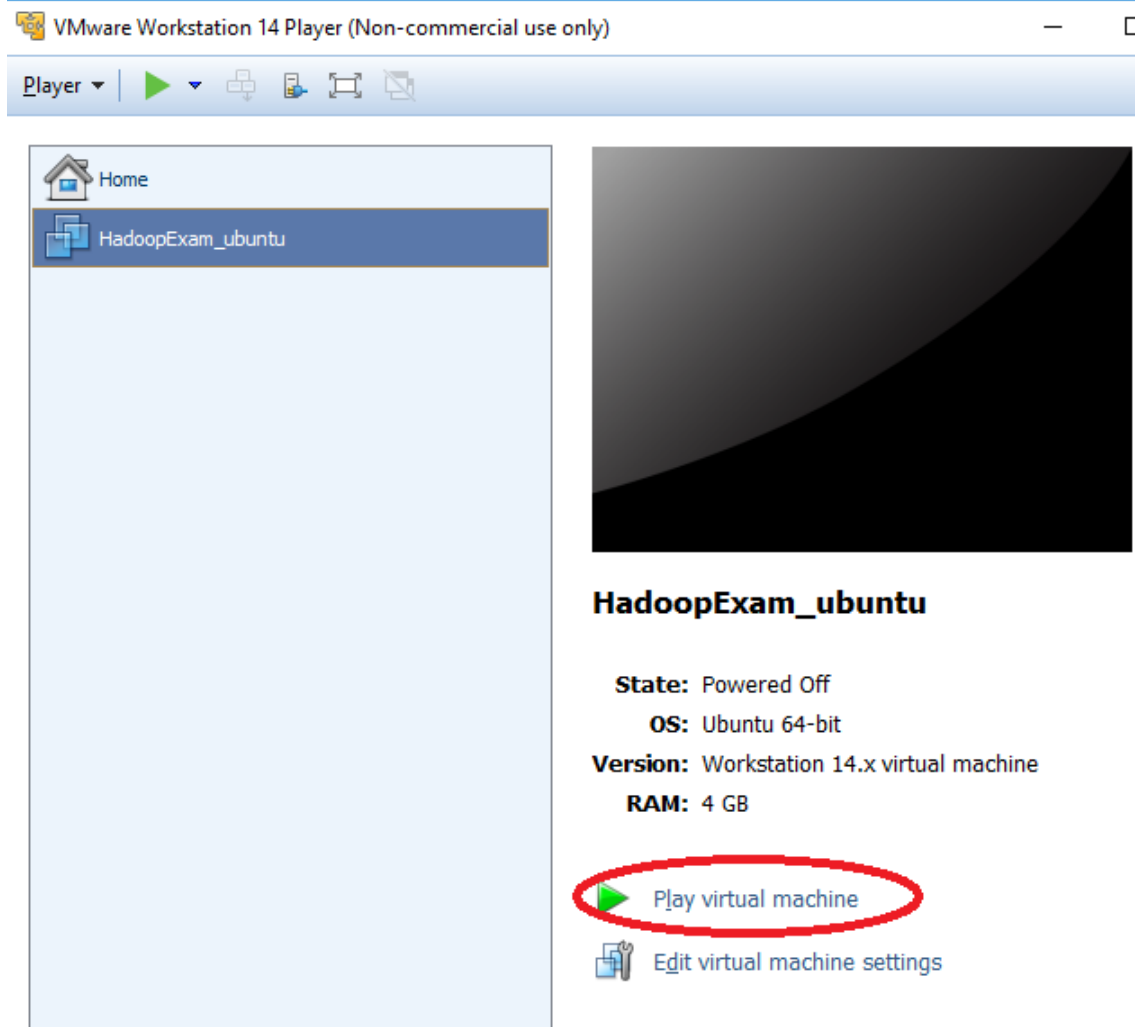 VMware Workstation 14 Player (Non-commercial use only)
Player
Home
HadoopExam_ubuntu
HadoopExam_ubuntu
State: Powered Off
OS: Ubuntu 64-bit
Version: Workstation 14.x virtual machine
RAM: 4 GB
Play virtual machine
Edit virtual machine settings